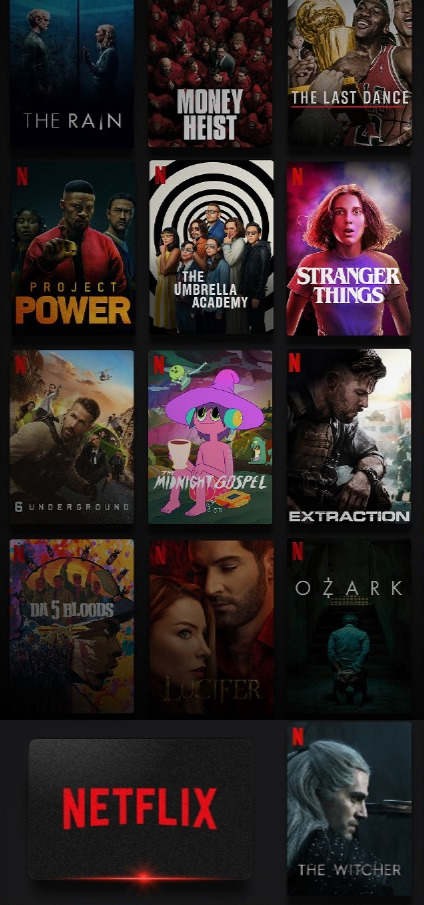 THE RAIN
MONEY
HEIST
THE LAST DANCE
N
PROJECT
POWER
N
THE
UMBRELLA
ACADEMY
N
STRANGER
THINGS
N
6 UNDERGROUND
N
THE
MIDNIGHT GOSPEL
N
EXTRACTION
N
DA 5 BLOODS
N
LUCIFER
N
OZARK
NETFLIX
N
THE WITCHER